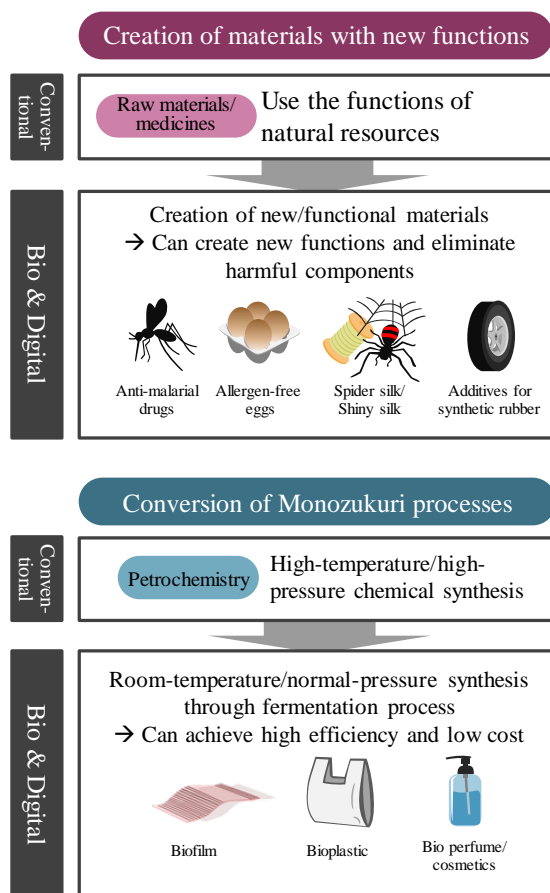 Creation of materials with new functions
Conven-
tional
Raw materials/
medicines
Use the functions of
natural resources
Bio & Digital
Creation of new/functional materials
→ Can create new functions and eliminate
harmful components
Anti-malarial
drugs
Allergen-free
eggs
Spider silk/
Shiny silk
Additives for
synthetic rubber
Conversion of Monozukuri processes
Conven-
tional
Petrochemistry
High-temperature/high-
pressure chemical synthesis
Bio & Digital
Room-temperature/normal-pressure synthesis
through fermentation process
→ Can achieve high efficiency and low cost
Biofilm
Bioplastic
Bio perfume/
cosmetics